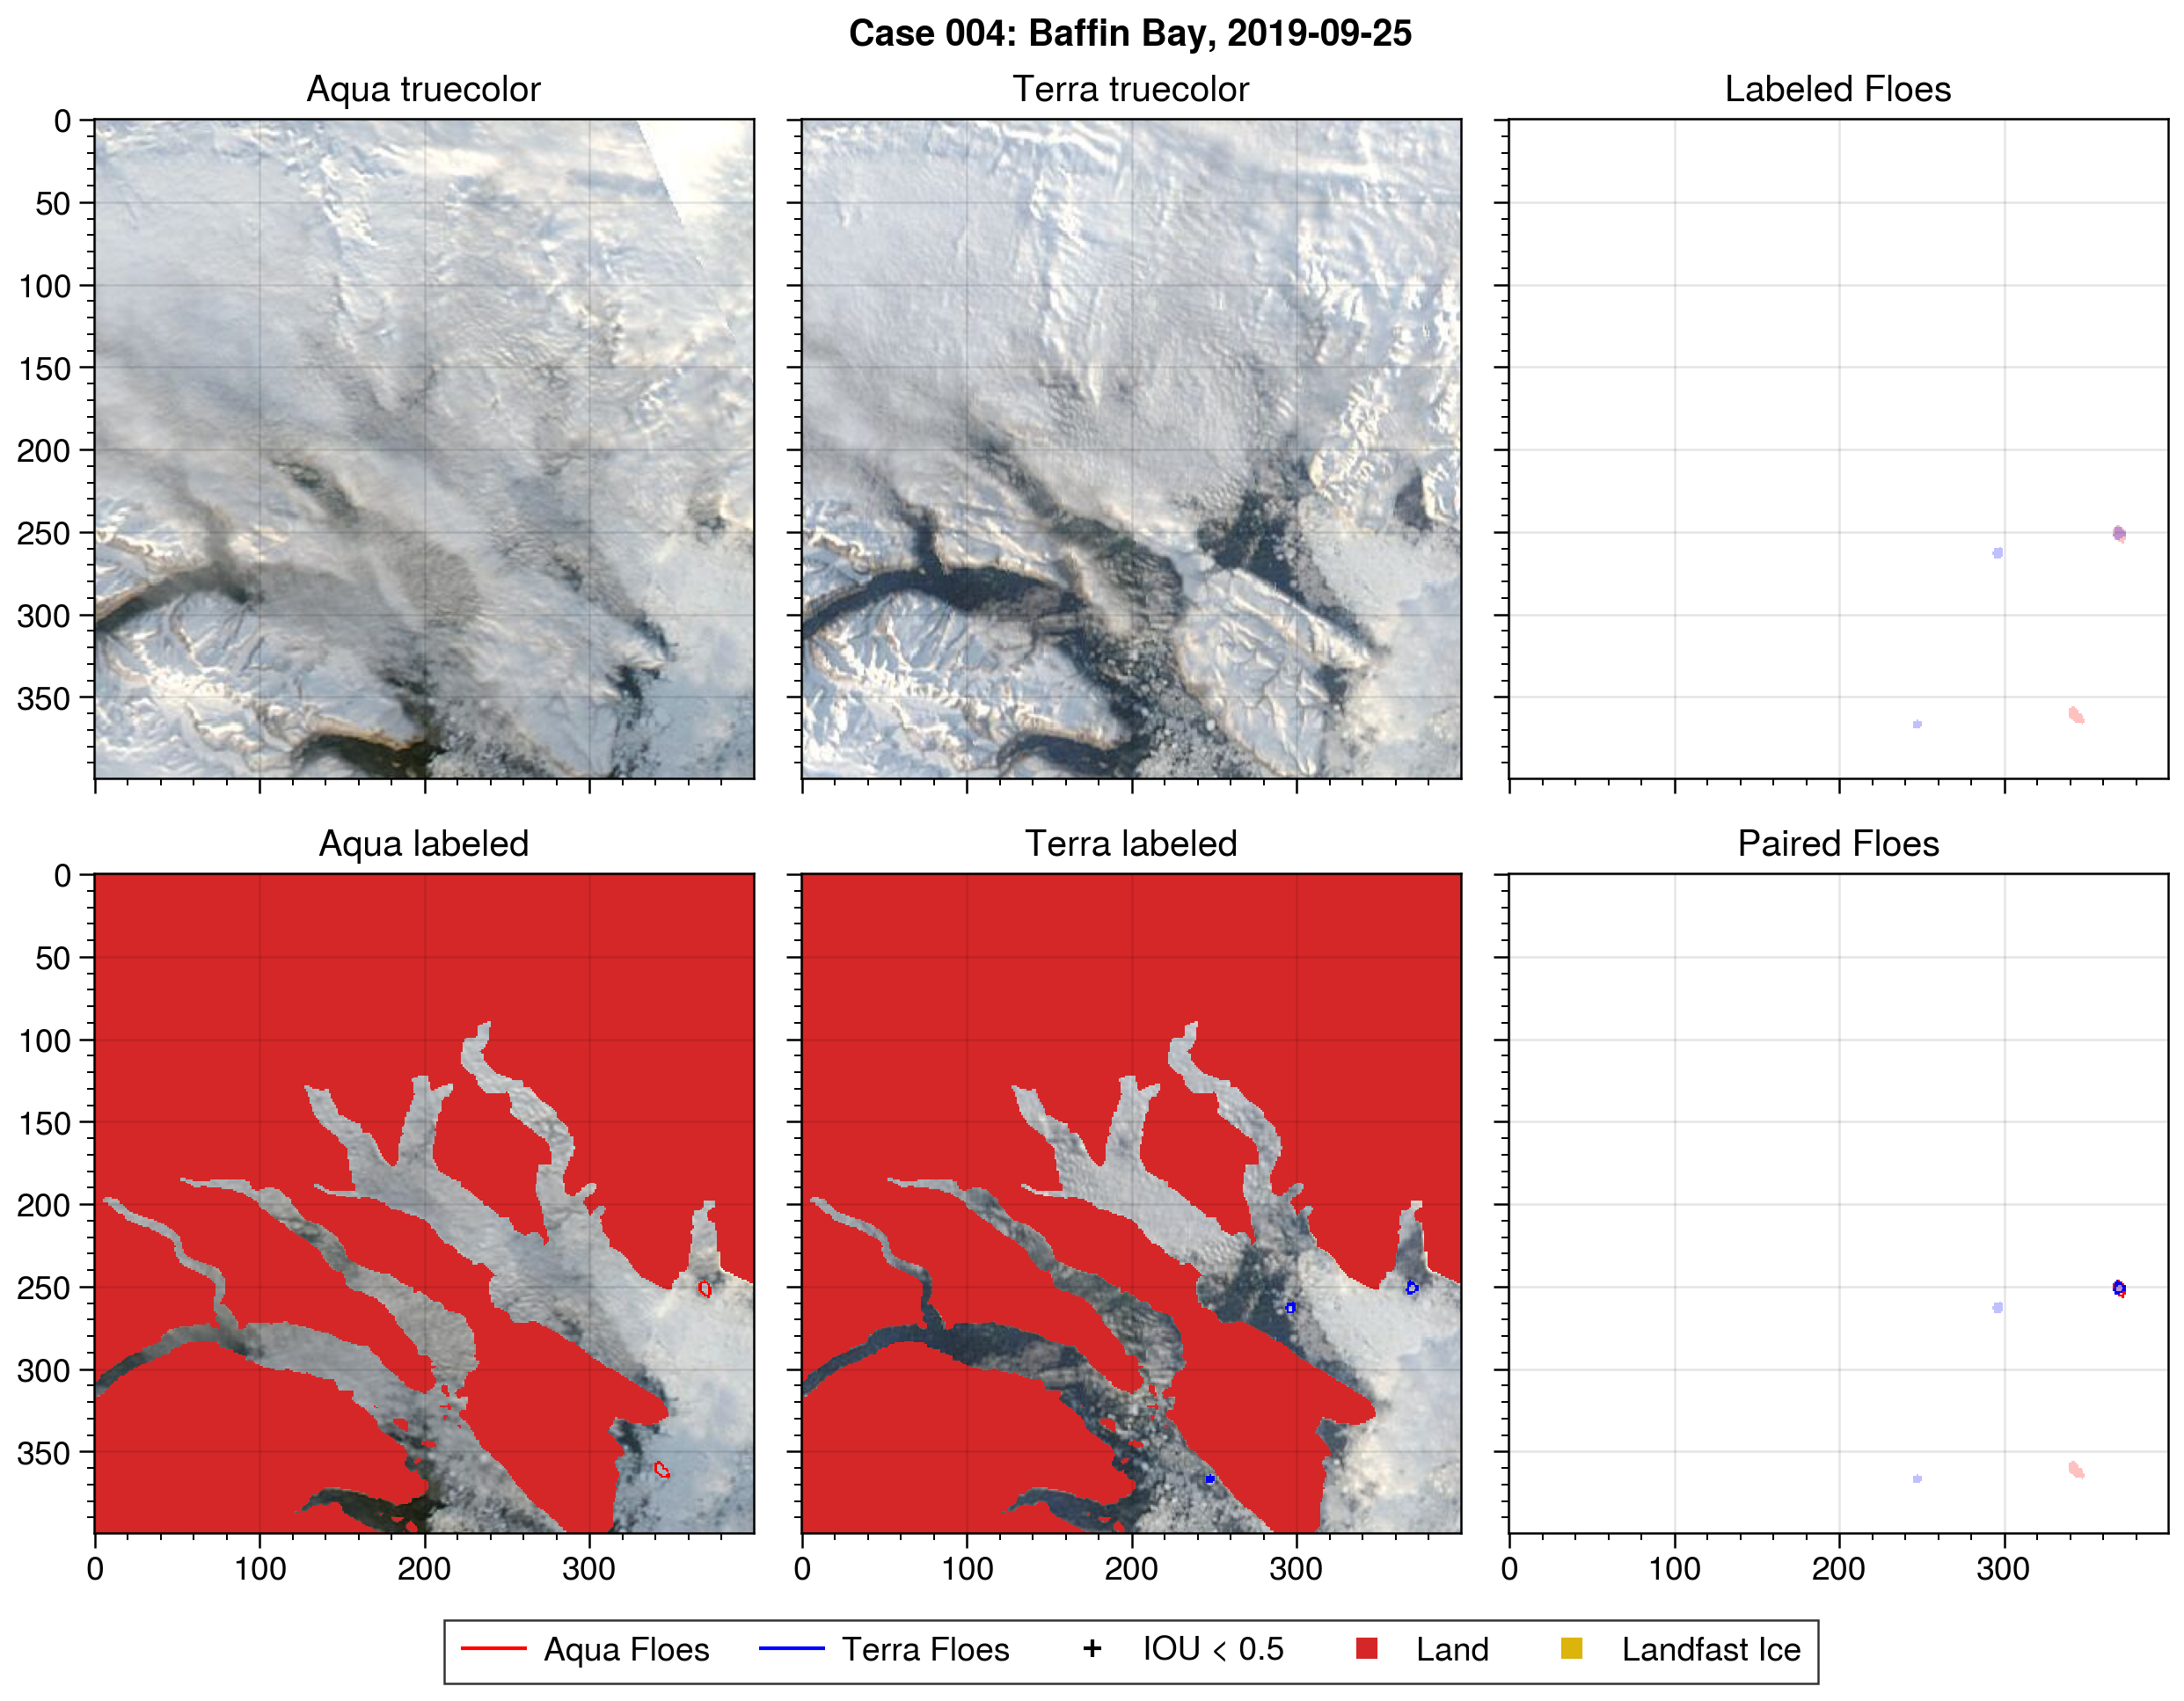 Case 004: Baffin Bay, 2019-09-25
Aqua truecolor
Terra truecolor
Labeled Floes
0
50
100
150
200
250
300
350
Aqua labeled
Terra labeled
Paired Floes
0
50
100
150
200
250
300
350
0 100 200 300
0 100 200 300
0 100 200 300
Aqua Floes
Terra Floes
+ IOU < 0.5
Land
Landfast Ice